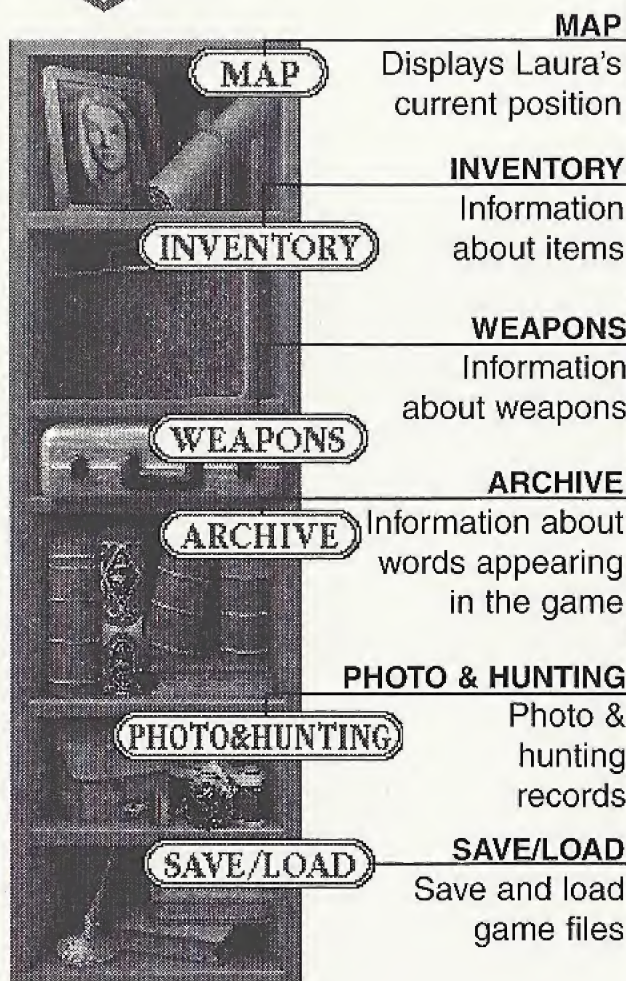 MAP
MAP
Displays Laura's
current position
INVENTORY
INVENTORY
Information
about items
WEAPONS
Information
about weapons
WEAPONS
ARCHIVE
ARCHIVE
Information about
words appearing
in the game
PHOTO & HUNTING
PHOTO&HUNTING
Photo &
hunting
records
SAVE/LOAD
SAVE/LOAD
Save and load
game files